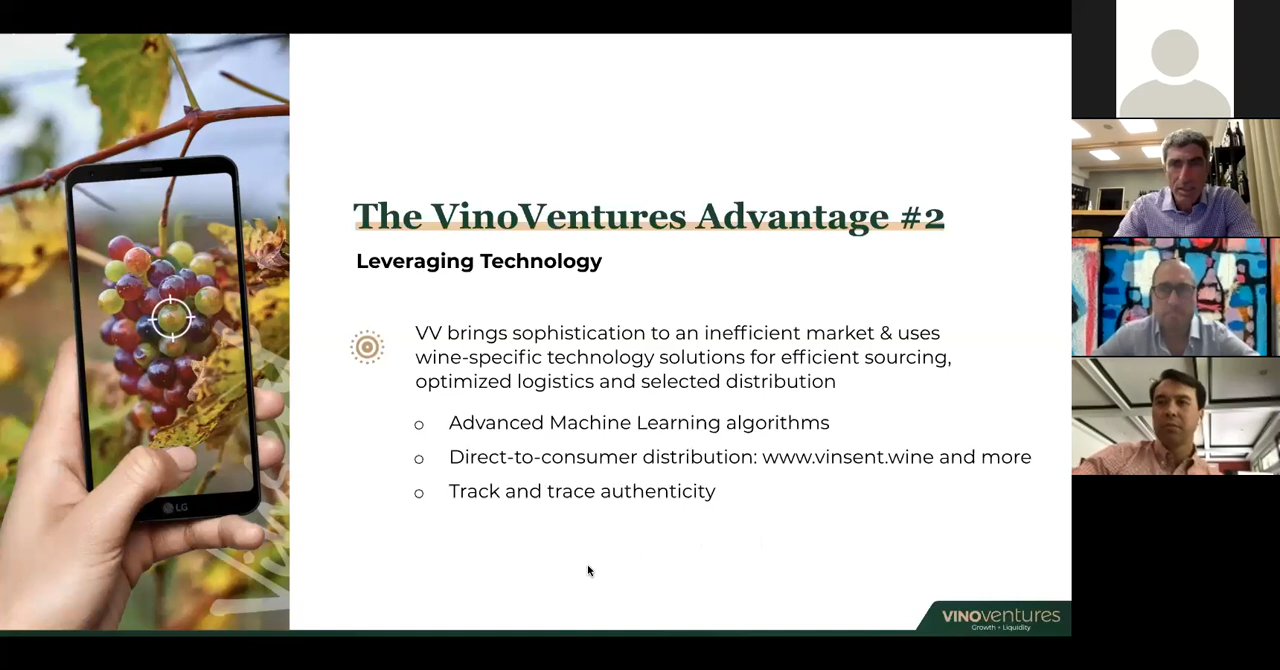 The VinoVentures Advantage #2
Leveraging Technology
VV brings sophistication to an inefficient market & uses
wine-specific technology solutions for efficient sourcing,
optimized logistics and selected distribution
o Advanced Machine Learning algorithms
o Direct-to-consumer distribution: www.vinsent.wine and more
o Track and trace authenticity
LG
VINOVENTURES
Growth + Liquidity